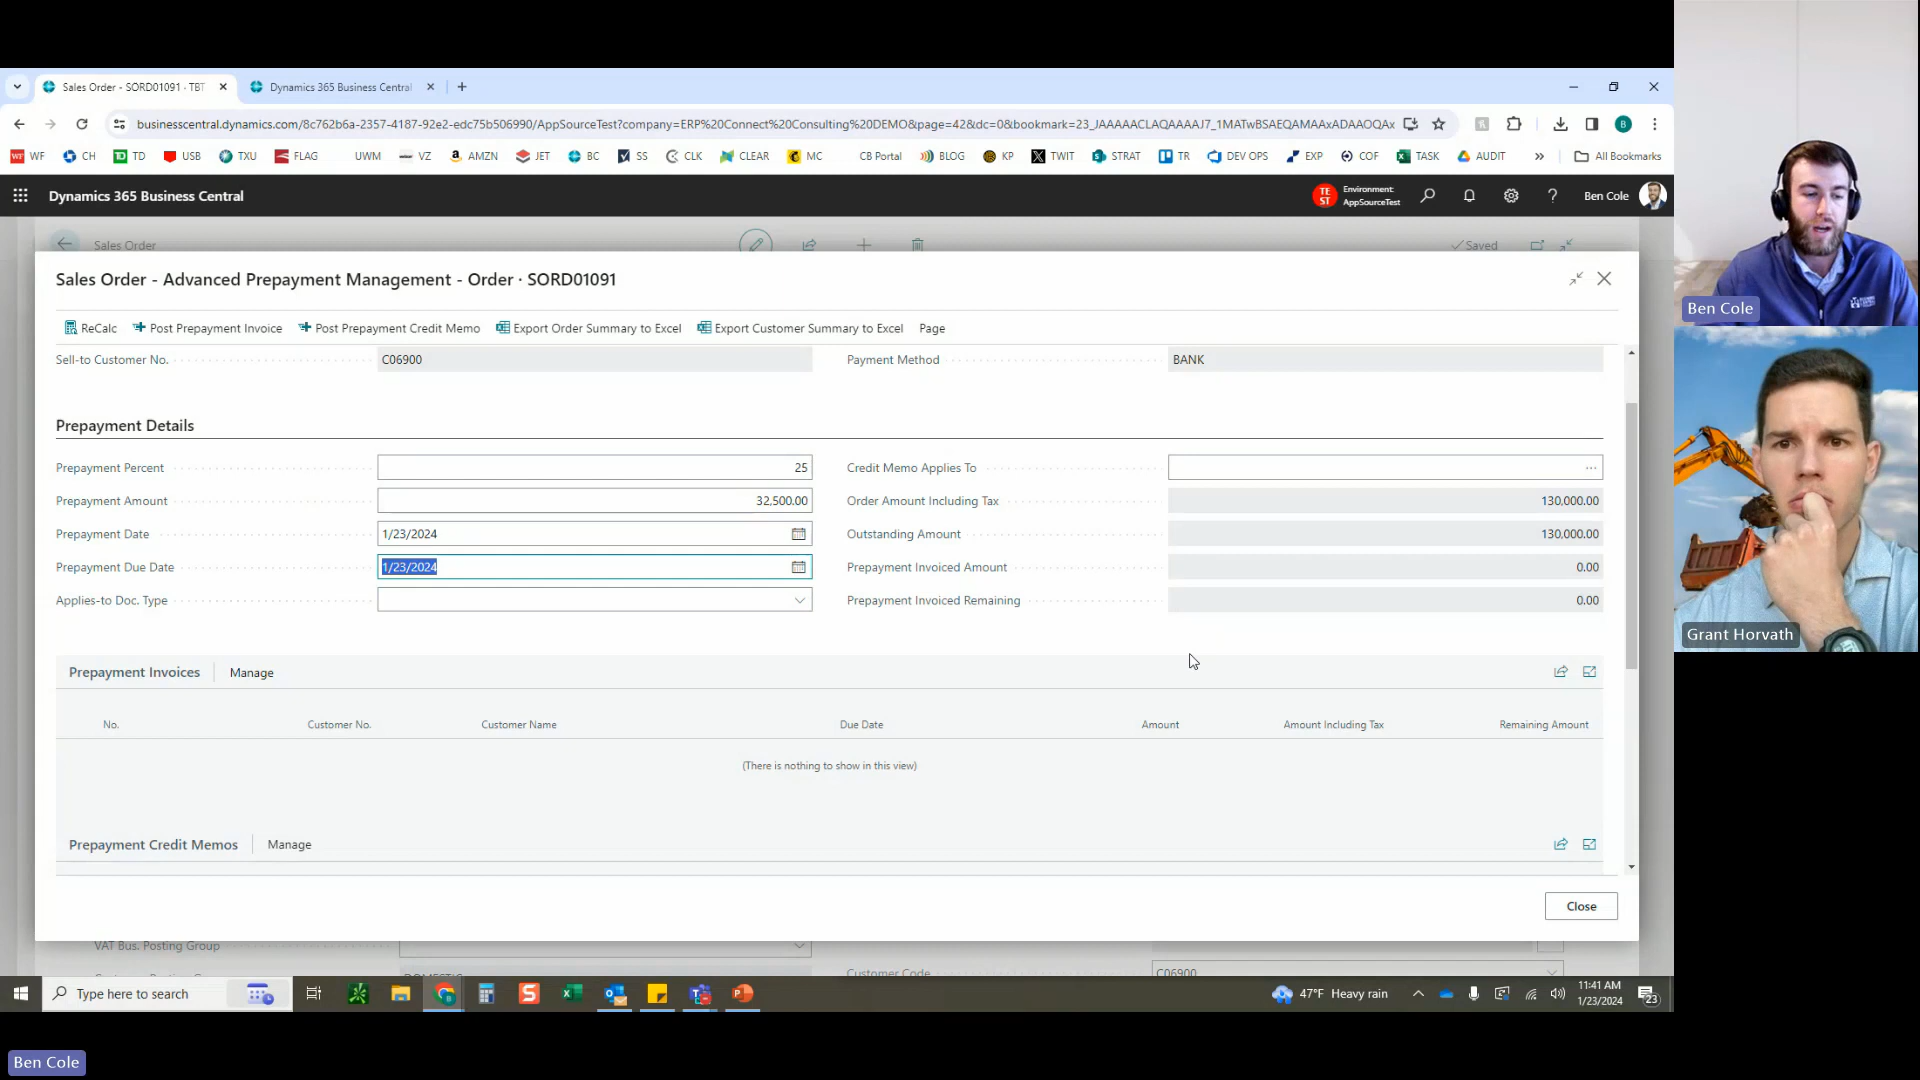 Sales Order - SORD01091 - TBT
Dynamics 365 Business Central
businesscentral.dynamics.com/8c762b6a-2357-4187-92e2-edc75b506990/AppSourceTest?company=ERP%20Connect%20Consulting%20DEMO&page=42&dc=0&bookmark=23_JAAAAACLAQAAAAJ7_1MATwBSAEQAMAAxADAAOQAx
WF CH TD USB TXU FLAG UWM VZ AMZN JET BC SS CLK CLEAR MC CB Portal BLOG KP TWIT STRAT TR DEV OPS EXP COF TASK AUDIT » All Bookmarks
Dynamics 365 Business Central
TE
ST
Environment:
AppSourceTest
Ben Cole
Sales Order
Saved
Sales Order - Advanced Prepayment Management - Order · SORD01091
ReCalc Post Prepayment Invoice Post Prepayment Credit Memo Export Order Summary to Excel Export Customer Summary to Excel Page
Sell-to Customer No. C06900 Payment Method BANK
Prepayment Details
Prepayment Percent 25 Credit Memo Applies To
Prepayment Amount 32,500.00 Order Amount Including Tax 130,000.00
Prepayment Date 1/23/2024 Outstanding Amount 130,000.00
Prepayment Due Date 1/23/2024 Prepayment Invoiced Amount 0.00
Applies-to Doc. Type Prepayment Invoiced Remaining 0.00
Prepayment Invoices Manage
No. Customer No. Customer Name Due Date Amount Amount Including Tax Remaining Amount
(There is nothing to show in this view)
Prepayment Credit Memos Manage
Close
VAT Bus. Posting Group
Customer Code C06900
Type here to search
47°F Heavy rain
11:41 AM
1/23/2024
23
Ben Cole
Grant Horvath
Ben Cole